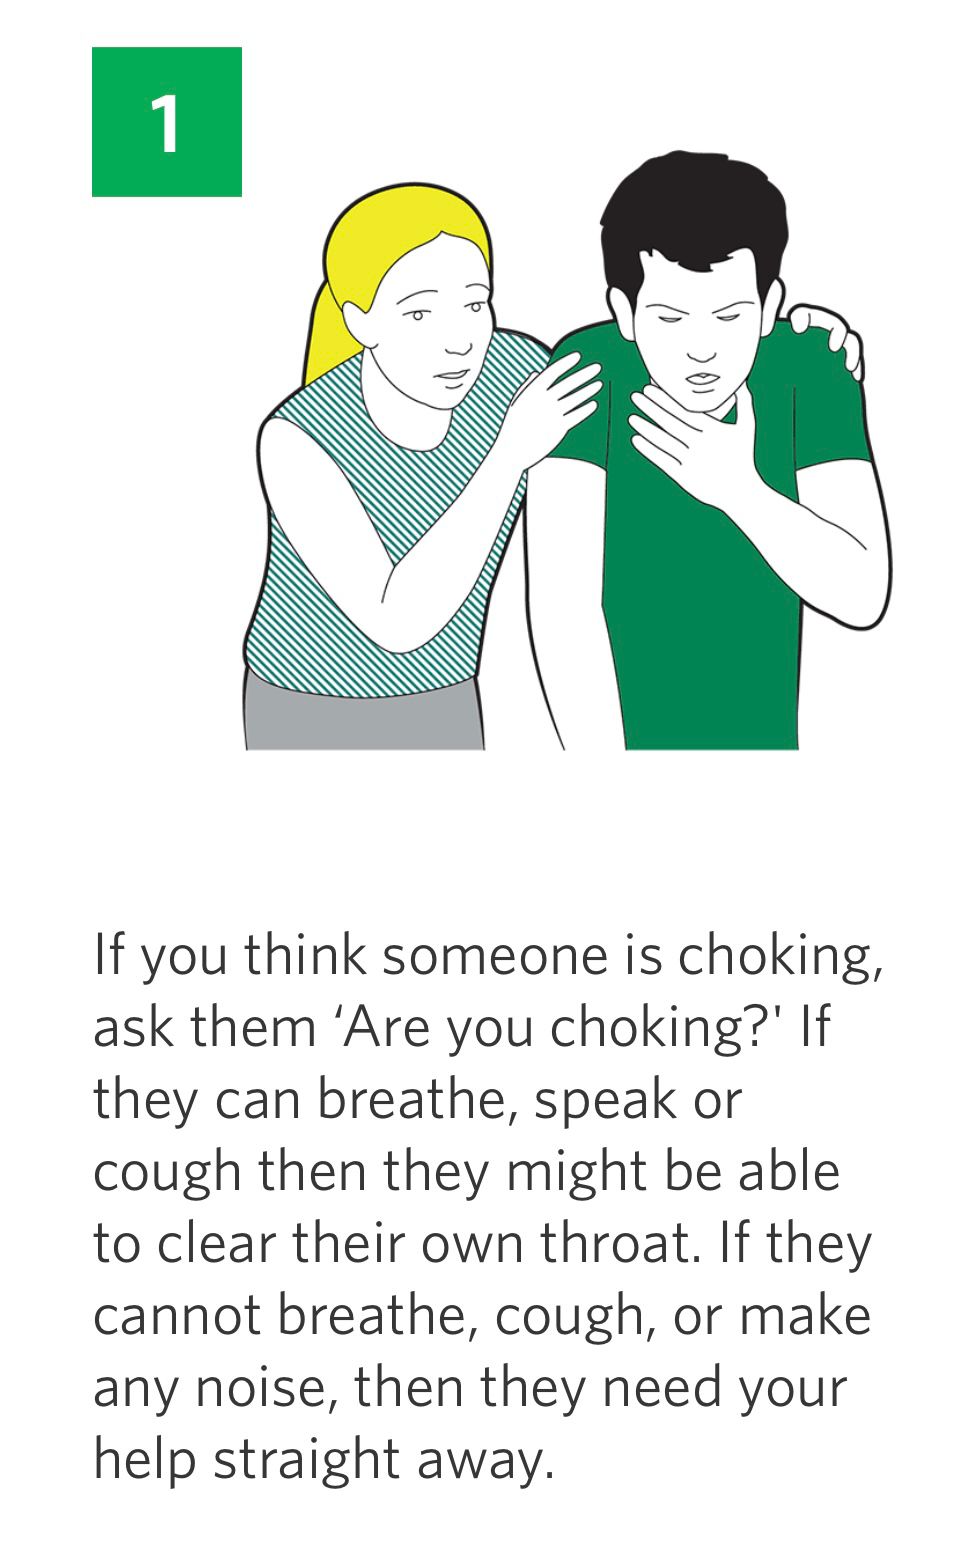 1
If you think someone is choking,
ask them ‘Are you choking?' If
they can breathe, speak or
cough then they might be able
to clear their own throat. If they
cannot breathe, cough, or make
any noise, then they need your
help straight away.